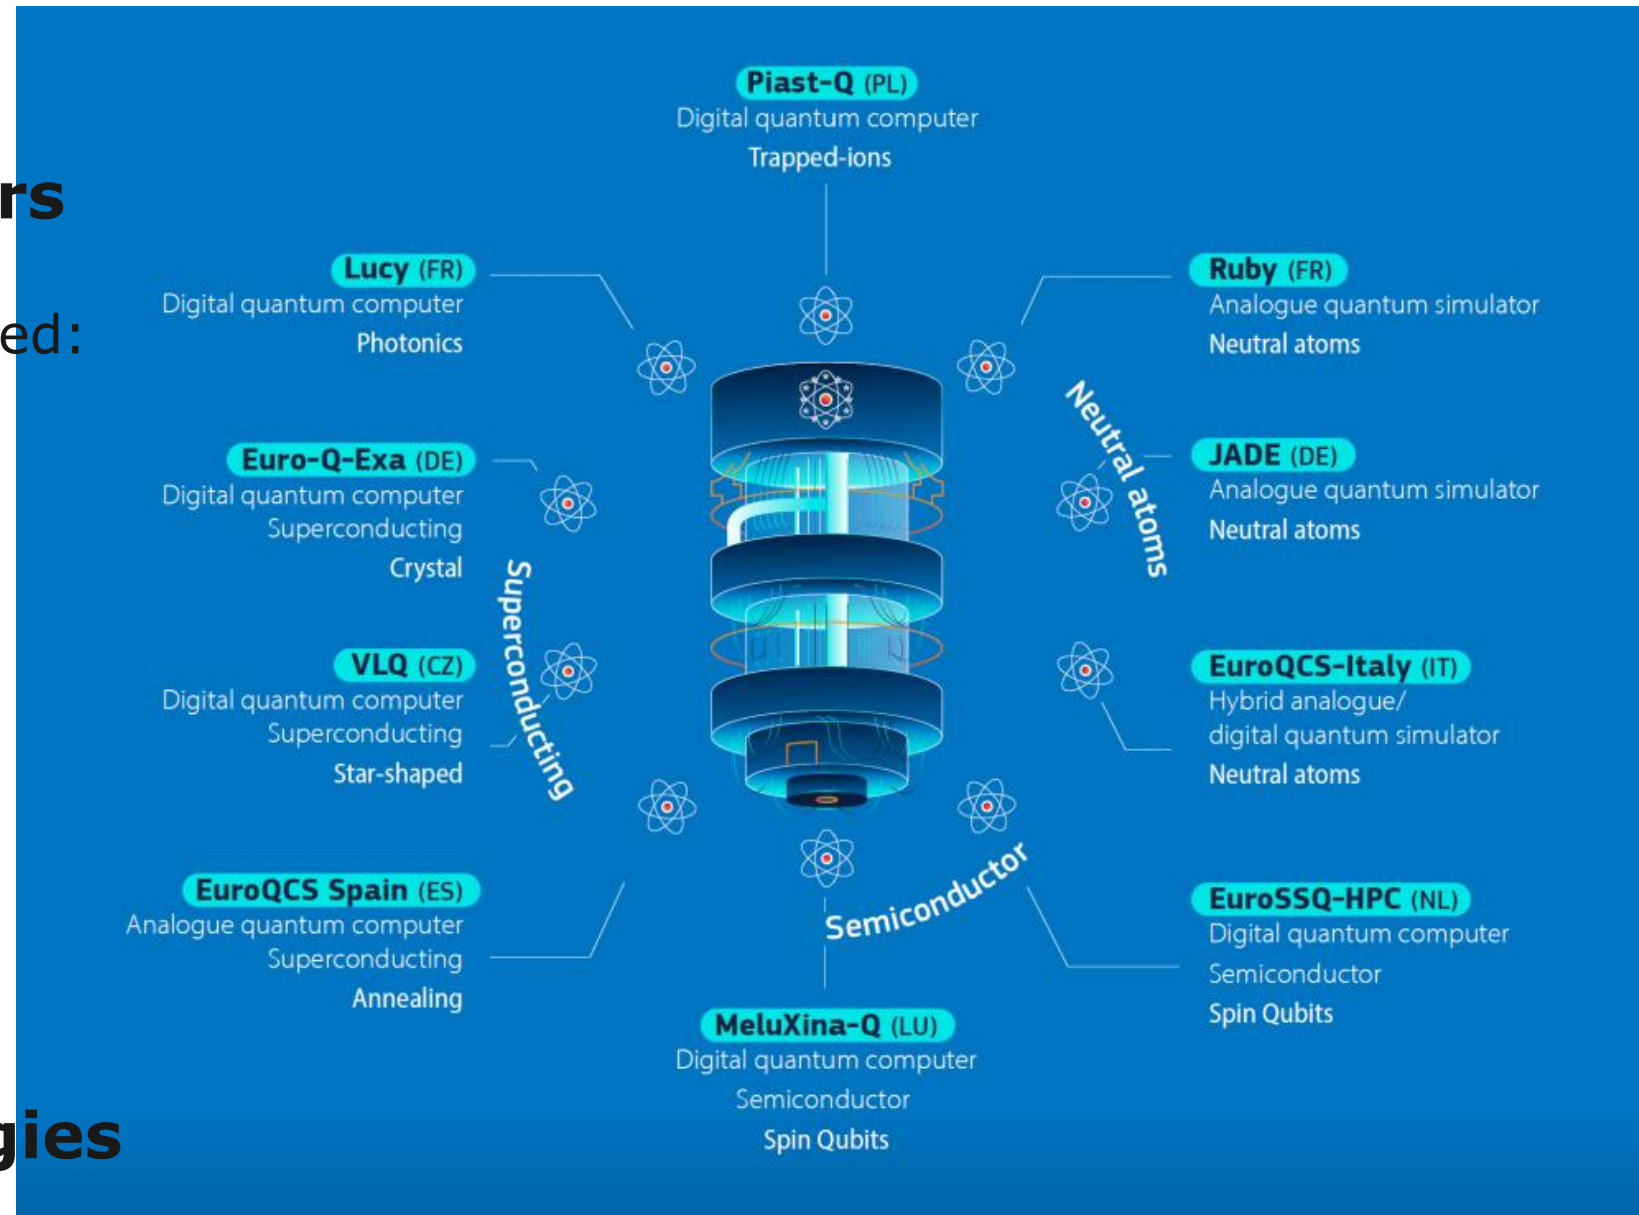 Piast-Q (PL)
Digital quantum computer
Trapped-ions
rs
Lucy (FR)
Digital quantum computer
Photonics
ed:
Ruby (FR)
Analogue quantum simulator
Neutral atoms
Neutral atoms
Euro-Q-Exa (DE)
Digital quantum computer
Superconducting
Crystal
JADE (DE)
Analogue quantum simulator
Neutral atoms
Superconducting
VLQ (CZ)
Digital quantum computer
Superconducting
Star-shaped
EuroQCS-Italy (IT)
Hybrid analogue/
digital quantum simulator
Neutral atoms
EuroQCS Spain (ES)
Analogue quantum computer
Superconducting
Annealing
Semiconductor
EuroSSQ-HPC (NL)
Digital quantum computer
Semiconductor
Spin Qubits
MeluXina-Q (LU)
Digital quantum computer
Semiconductor
Spin Qubits
gies